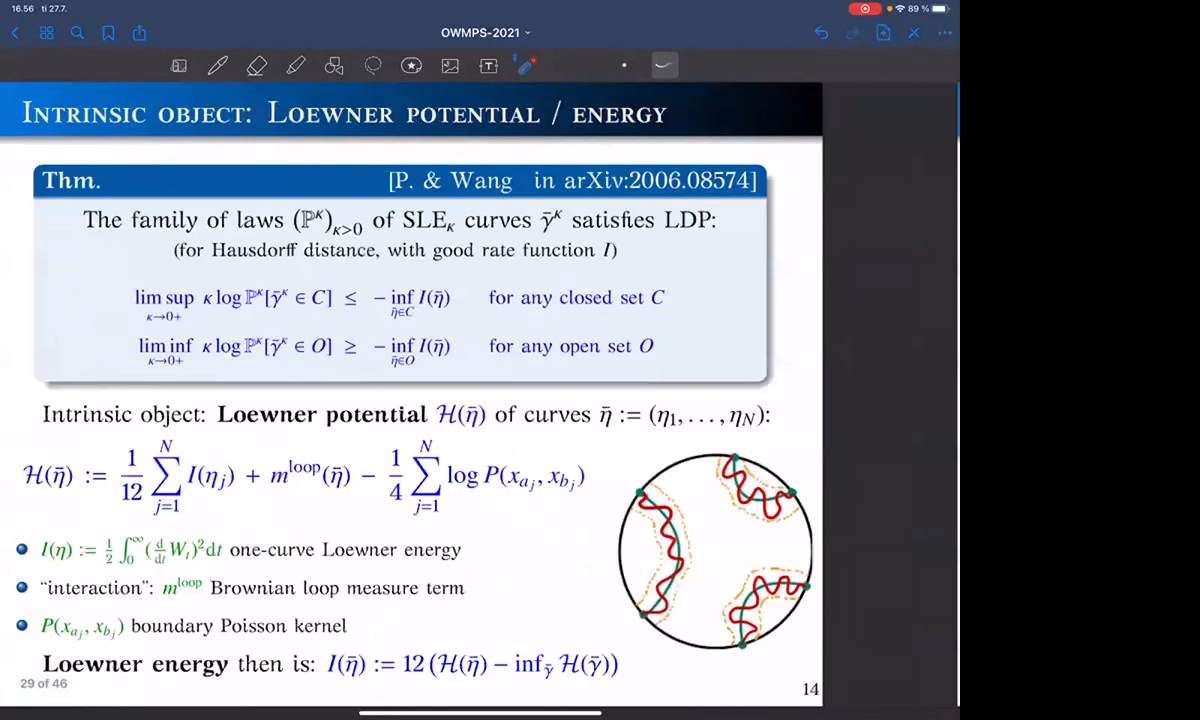 16.56 ti 27.7.
89 %
OWMPS-2021
INTRINSIC OBJECT: LOEWNER POTENTIAL / ENERGY
Thm. [P. & Wang in arXiv:2006.08574]
The family of laws (ℙ^κ)_{κ>0} of SLE_κ curves γ̄^κ satisfies LDP:
(for Hausdorff distance, with good rate function I)
lim sup_{κ→0+} κ log ℙ^κ[γ̄^κ ∈ C] ≤ − inf_{η̄∈C} I(η̄) for any closed set C
lim inf_{κ→0+} κ log ℙ^κ[γ̄^κ ∈ O] ≥ − inf_{η̄∈O} I(η̄) for any open set O
Intrinsic object: Loewner potential ℋ(η̄) of curves η̄ := (η_1, . . . , η_N):
ℋ(η̄) := 1/12 ∑_{j=1}^{N} I(η_j) + m^{loop}(η̄) − 1/4 ∑_{j=1}^{N} log P(x_{a_j}, x_{b_j})
I(η) := 1/2 ∫_0^∞ (d/dt W_t)^2 dt one-curve Loewner energy
“interaction”: m^{loop} Brownian loop measure term
P(x_{a_j}, x_{b_j}) boundary Poisson kernel
Loewner energy then is: I(η̄) := 12 (ℋ(η̄) − inf_{γ̄} ℋ(γ̄))
29 of 46
14